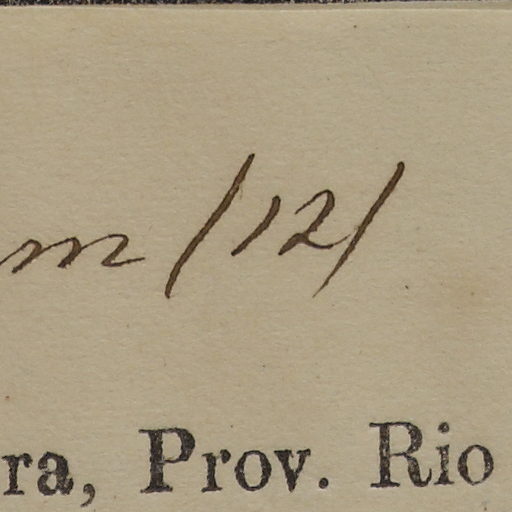 m (12)
ra, Prov. Rio